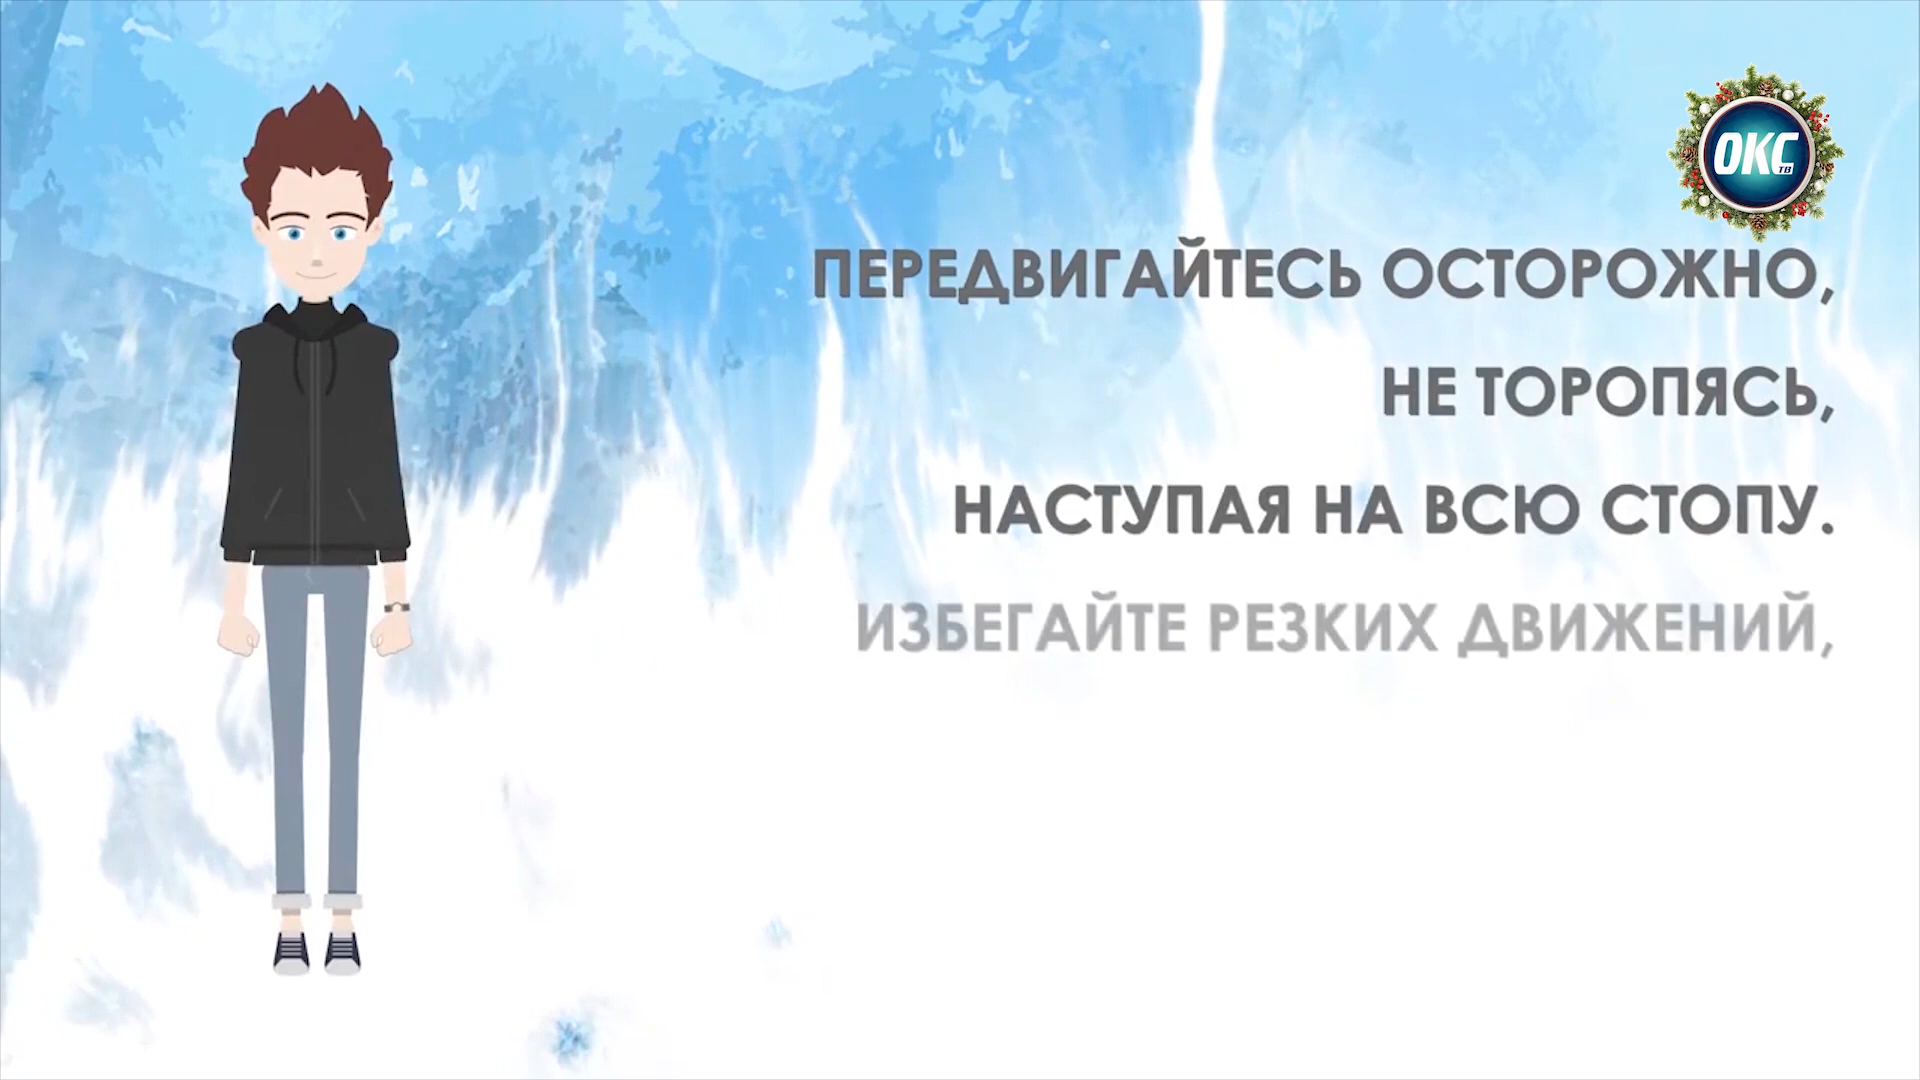 ОКС
ТВ
ПЕРЕДВИГАЙТЕСЬ ОСТОРОЖНО,
НЕ ТОРОПЯСЬ,
НАСТУПАЯ НА ВСЮ СТОПУ.
ИЗБЕГАЙТЕ РЕЗКИХ ДВИЖЕНИЙ,